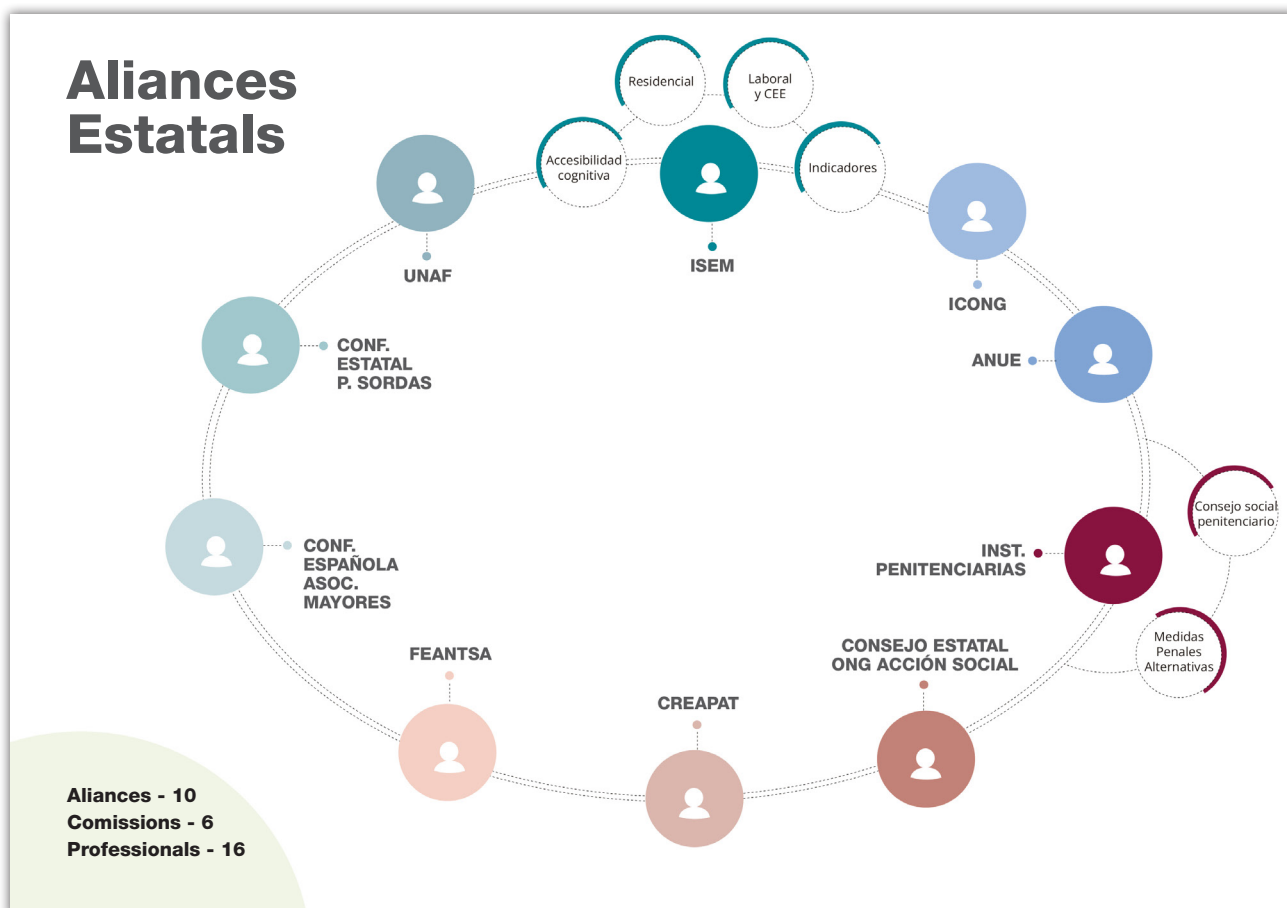 Aliances
Estatals
Residencial
Laboral
y CEE
Accesibilidad
cognitiva
Indicadores
ISEM
UNAF
ICONG
CONF.
ESTATAL
P. SORDAS
ANUE
CONF.
ESPAÑOLA
ASOC.
MAYORES
INST.
PENITENCIARIAS
Consejo social
penitenciario
Medidas
Penales
Alternativas
FEANTSA
CREAPAT
CONSEJO ESTATAL
ONG ACCIÓN SOCIAL
Aliances - 10
Comissions - 6
Professionals - 16